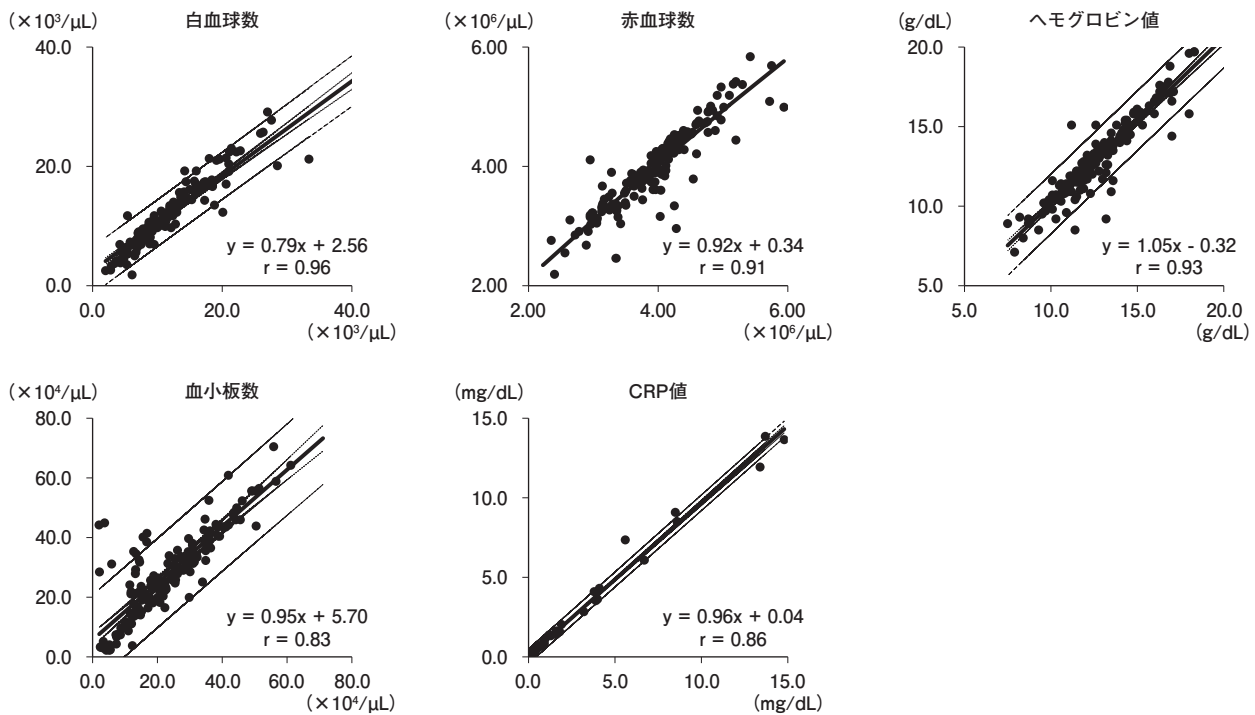 (×10³/μL)
白血球数
40.0
20.0
0.0
y = 0.79x + 2.56
r = 0.96
0.0 20.0 40.0
(×10³/μL)
(×10⁶/μL)
赤血球数
6.00
4.00
2.00
y = 0.92x + 0.34
r = 0.91
2.00 4.00 6.00
(×10⁶/μL)
(g/dL)
ヘモグロビン値
20.0
15.0
10.0
5.0
y = 1.05x - 0.32
r = 0.93
5.0 10.0 15.0 20.0
(g/dL)
(×10⁴/μL)
血小板数
80.0
60.0
40.0
20.0
0.0
y = 0.95x + 5.70
r = 0.83
0.0 20.0 40.0 60.0 80.0
(×10⁴/μL)
(mg/dL)
CRP値
15.0
10.0
5.0
0.0
y = 0.96x + 0.04
r = 0.86
0.0 5.0 10.0 15.0
(mg/dL)